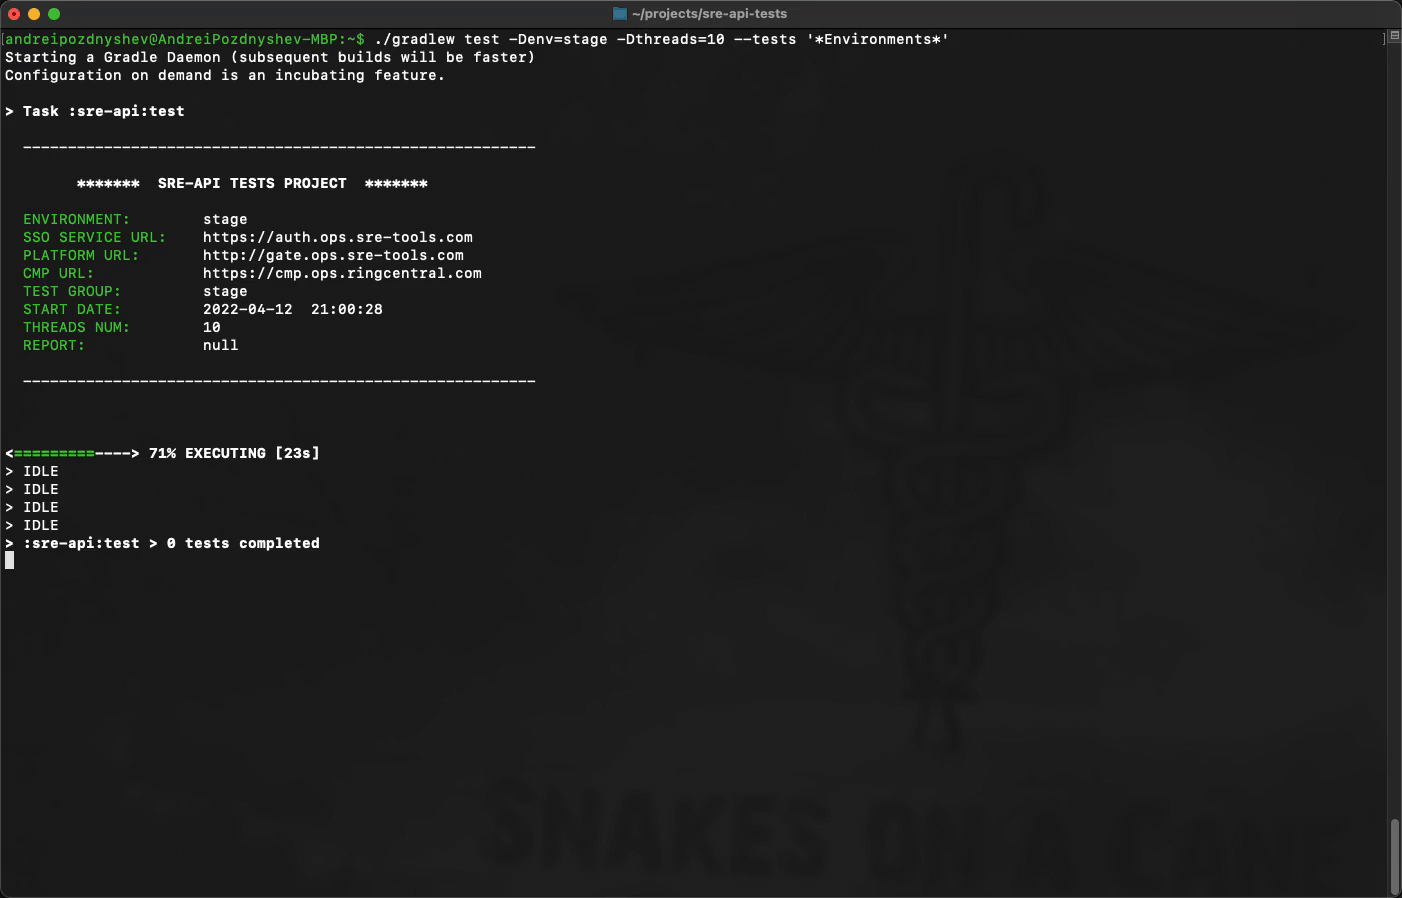 ~/projects/sre-api-tests
[andreipozdnyshev@AndreiPozdnyshev-MBP:~$ ./gradlew test -Denv=stage -Dthreads=10 --tests '*Environments*' ]
Starting a Gradle Daemon (subsequent builds will be faster)
Configuration on demand is an incubating feature.
> Task :sre-api:test
---------------------------------------------------------
******* SRE-API TESTS PROJECT *******
ENVIRONMENT: stage
SSO SERVICE URL: https://auth.ops.sre-tools.com
PLATFORM URL: http://gate.ops.sre-tools.com
CMP URL: https://cmp.ops.ringcentral.com
TEST GROUP: stage
START DATE: 2022-04-12 21:00:28
THREADS NUM: 10
REPORT: null
---------------------------------------------------------
<=========----> 71% EXECUTING [23s]
> IDLE
> IDLE
> IDLE
> IDLE
> :sre-api:test > 0 tests completed
SNAKES ON A CANE